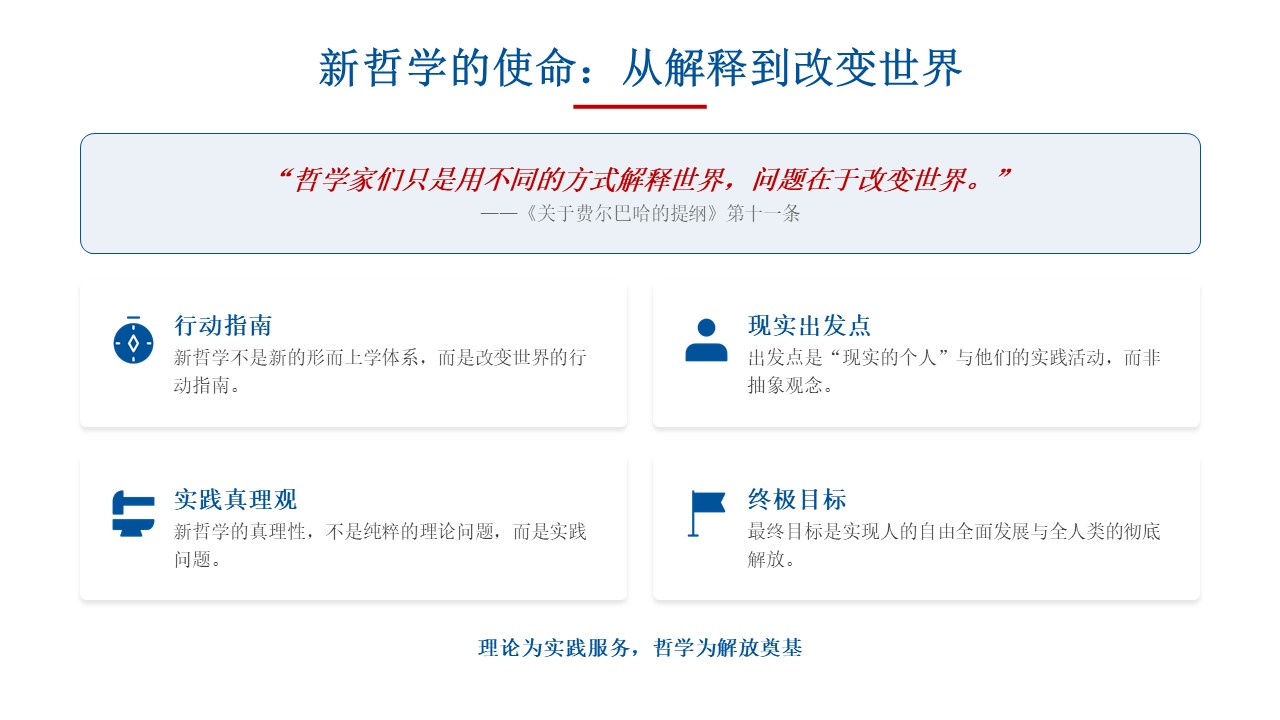 新哲学的使命：从解释到改变世界
“哲学家们只是用不同的方式解释世界，问题在于改变世界。”
——《关于费尔巴哈的提纲》第十一条
行动指南
新哲学不是新的形而上学体系，而是改变世界的行
动指南。
现实出发点
出发点是“现实的个人”与他们的实践活动，而非
抽象观念。
实践真理观
新哲学的真理性，不是纯粹的理论问题，而是实践
问题。
终极目标
最终目标是实现人的自由全面发展与全人类的彻底
解放。
理论为实践服务，哲学为解放奠基